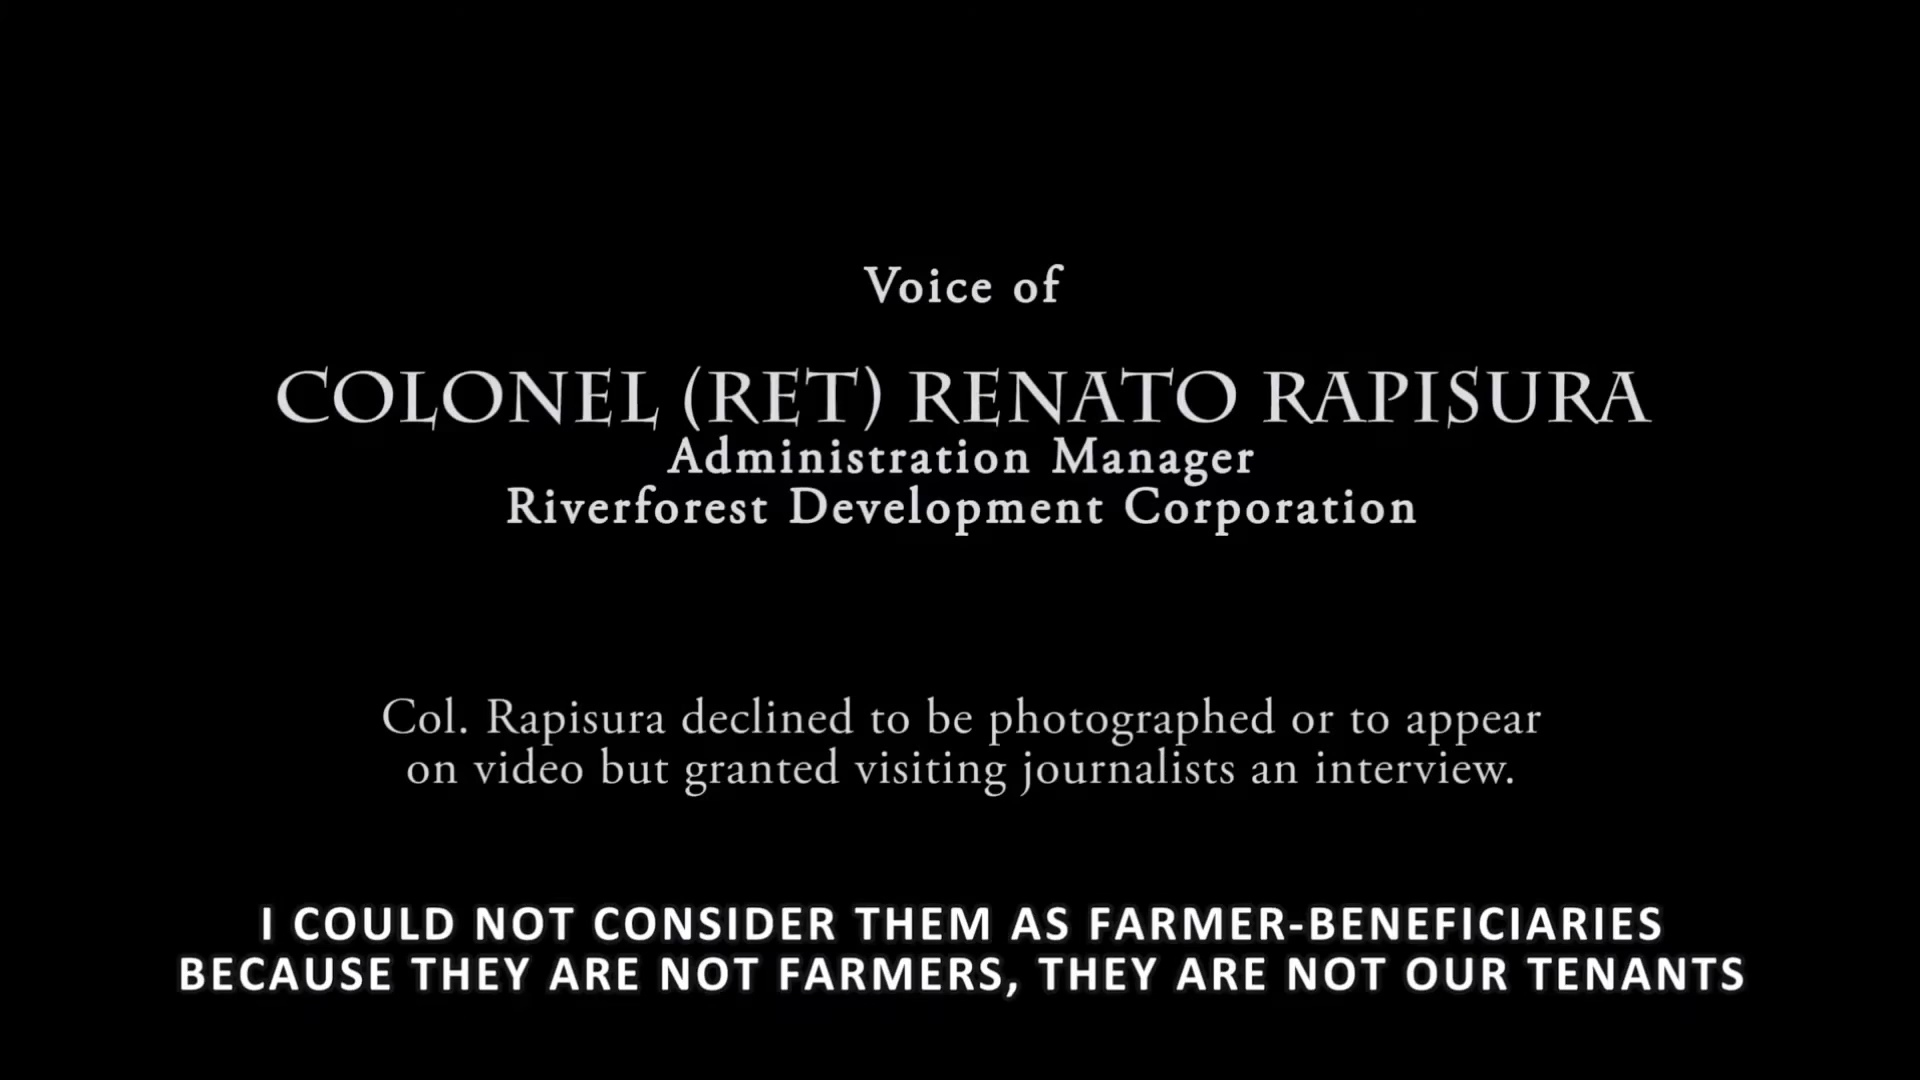 Voice of
COLONEL (RET) RENATO RAPISURA
Administration Manager
Riverforest Development Corporation
Col. Rapisura declined to be photographed or to appear
on video but granted visiting journalists an interview.
I COULD NOT CONSIDER THEM AS FARMER-BENEFICIARIES
BECAUSE THEY ARE NOT FARMERS, THEY ARE NOT OUR TENANTS